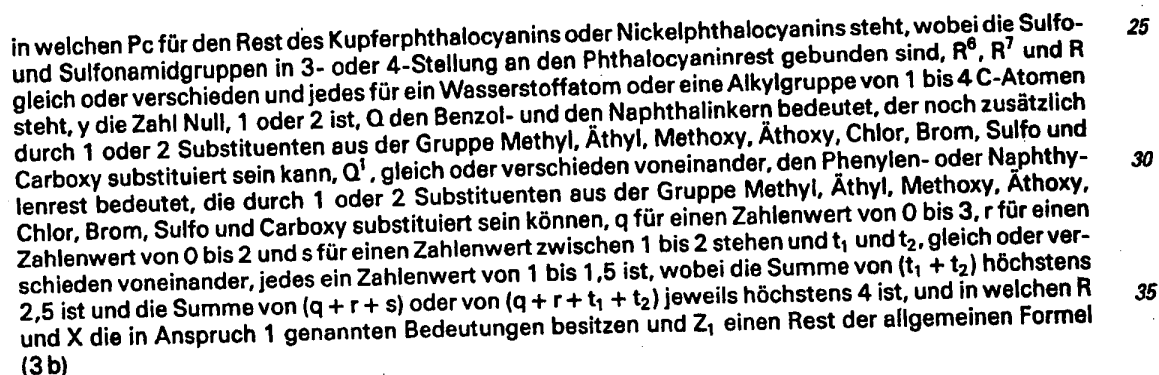 in welchen Pc für den Rest des Kupferphthalocyanins oder Nickelphthalocyanins steht, wobei die Sulfo- 25
und Sulfonamidgruppen in 3- oder 4-Stellung an den Phthalocyaninrest gebunden sind, R⁶, R⁷ und R
gleich oder verschieden und jedes für ein Wasserstoffatom oder eine Alkylgruppe von 1 bis 4 C-Atomen
steht, y die Zahl Null, 1 oder 2 ist, Q den Benzol- und den Naphthalinkern bedeutet, der noch zusätzlich
durch 1 oder 2 Substituenten aus der Gruppe Methyl, Äthyl, Methoxy, Äthoxy, Chlor, Brom, Sulfo und
Carboxy substituiert sein kann, Q¹, gleich oder verschieden voneinander, den Phenylen- oder Naphthy- 30
lenrest bedeutet, die durch 1 oder 2 Substituenten aus der Gruppe Methyl, Äthyl, Methoxy, Äthoxy,
Chlor, Brom, Sulfo und Carboxy substituiert sein können, q für einen Zahlenwert von 0 bis 3, r für einen
Zahlenwert von 0 bis 2 und s für einen Zahlenwert zwischen 1 bis 2 stehen und t₁ und t₂, gleich oder ver-
schieden voneinander, jedes ein Zahlenwert von 1 bis 1,5 ist, wobei die Summe von (t₁ + t₂) höchstens
2,5 ist und die Summe von (q + r + s) oder von (q + r + t₁ + t₂) jeweils höchstens 4 ist, und in welchen R 35
und X die in Anspruch 1 genannten Bedeutungen besitzen und Z₁ einen Rest der allgemeinen Formel
(3 b)